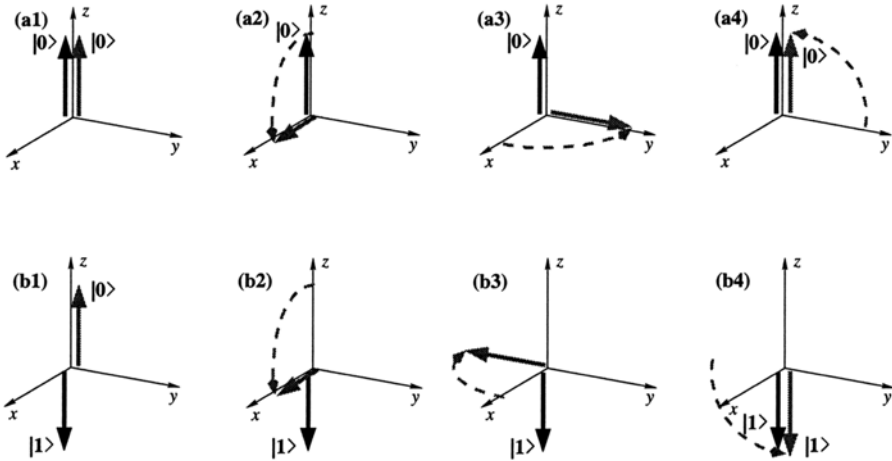 (a1) z |0> |0> x y
(a2) z |0> x y
(a3) z |0> x y
(a4) z |0> |0> x y
(b1) z |0> |1> x y
(b2) z |1> x y
(b3) z |1> x y
(b4) z |1> |1> x y